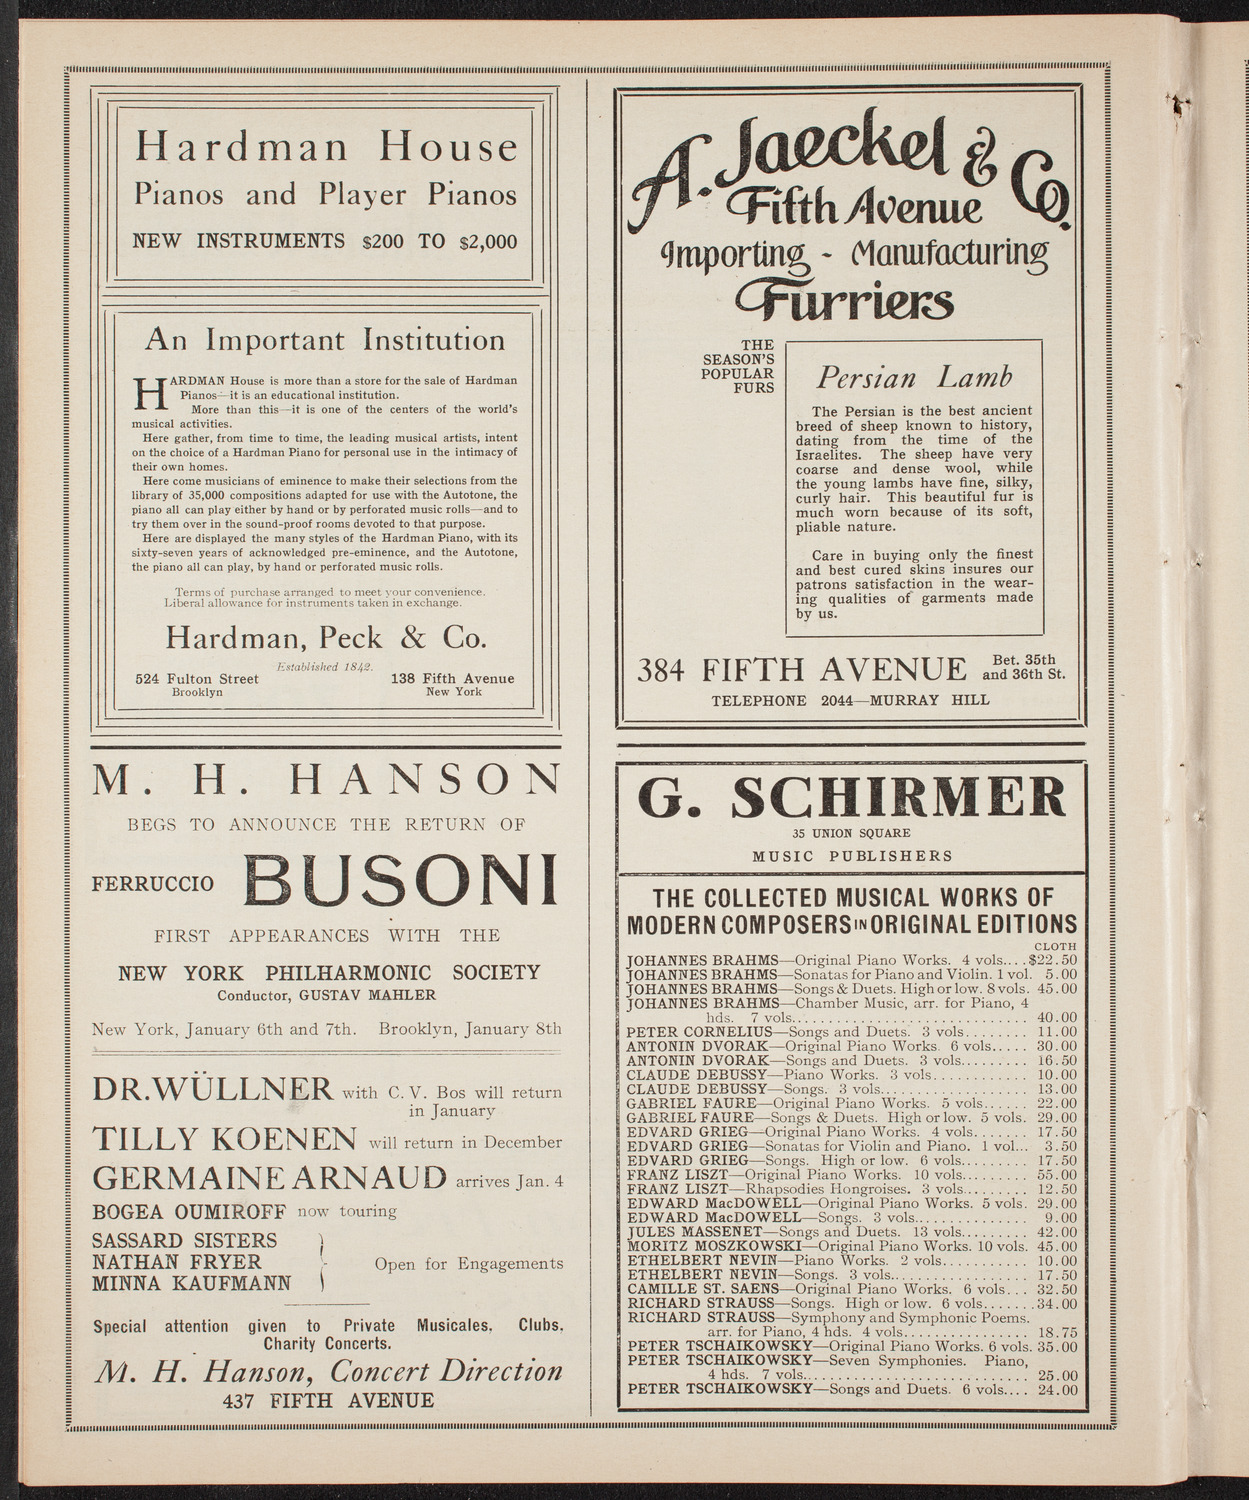 Hardman House
Pianos and Player Pianos
NEW INSTRUMENTS $200 TO $2,000
An Important Institution
HARDMAN House is more than a store for the sale of Hardman
Pianos—it is an educational institution.
More than this—it is one of the centers of the world's
musical activities.
Here gather, from time to time, the leading musical artists, intent
on the choice of a Hardman Piano for personal use in the intimacy of
their own homes.
Here come musicians of eminence to make their selections from the
library of 35,000 compositions adapted for use with the Autotone, the
piano all can play either by hand or by perforated music rolls—and to
try them over in the sound-proof rooms devoted to that purpose.
Here are displayed the many styles of the Hardman Piano, with its
sixty-seven years of acknowledged pre-eminence, and the Autotone,
the piano all can play, by hand or perforated music rolls.
Terms of purchase arranged to meet your convenience.
Liberal allowance for instruments taken in exchange.
Hardman, Peck & Co.
Established 1842.
524 Fulton Street 138 Fifth Avenue
Brooklyn New York
M. H. HANSON
BEGS TO ANNOUNCE THE RETURN OF
FERRUCCIO BUSONI
FIRST APPEARANCES WITH THE
NEW YORK PHILHARMONIC SOCIETY
Conductor, GUSTAV MAHLER
New York, January 6th and 7th. Brooklyn, January 8th
DR. WÜLLNER with C. V. Bos will return
in January
TILLY KOENEN will return in December
GERMAINE ARNAUD arrives Jan. 4
BOGEA OUMIROFF now touring
SASSARD SISTERS
NATHAN FRYER Open for Engagements
MINNA KAUFMANN
Special attention given to Private Musicales, Clubs,
Charity Concerts.
M. H. Hanson, Concert Direction
437 FIFTH AVENUE
A. Jaeckel & Co.
Fifth Avenue
Importing - Manufacturing
Furriers
THE
SEASON'S
POPULAR
FURS
Persian Lamb
The Persian is the best ancient
breed of sheep known to history,
dating from the time of the
Israelites. The sheep have very
coarse and dense wool, while
the young lambs have fine, silky,
curly hair. This beautiful fur is
much worn because of its soft,
pliable nature.
Care in buying only the finest
and best cured skins insures our
patrons satisfaction in the wear-
ing qualities of garments made
by us.
384 FIFTH AVENUE Bet. 35th
and 36th St.
TELEPHONE 2044—MURRAY HILL
G. SCHIRMER
35 UNION SQUARE
MUSIC PUBLISHERS
THE COLLECTED MUSICAL WORKS OF
MODERN COMPOSERS IN ORIGINAL EDITIONS
CLOTH
JOHANNES BRAHMS—Original Piano Works. 4 vols....$22.50
JOHANNES BRAHMS—Sonatas for Piano and Violin. 1 vol. 5.00
JOHANNES BRAHMS—Songs & Duets. High or low. 8 vols. 45.00
JOHANNES BRAHMS—Chamber Music, arr. for Piano, 4
hds. 7 vols............................ 40.00
PETER CORNELIUS—Songs and Duets. 3 vols........ 11.00
ANTONIN DVORAK—Original Piano Works. 6 vols..... 30.00
ANTONIN DVORAK—Songs and Duets. 3 vols......... 16.50
CLAUDE DEBUSSY—Piano Works. 3 vols............ 10.00
CLAUDE DEBUSSY—Songs. 3 vols.................. 13.00
GABRIEL FAURE—Original Piano Works. 5 vols...... 22.00
GABRIEL FAURE—Songs & Duets. High or low. 5 vols. 29.00
EDVARD GRIEG—Original Piano Works. 4 vols....... 17.50
EDVARD GRIEG—Sonatas for Violin and Piano. 1 vol... 3.50
EDVARD GRIEG—Songs. High or low. 6 vols......... 17.50
FRANZ LISZT—Original Piano Works. 10 vols........ 55.00
FRANZ LISZT—Rhapsodies Hongroises. 3 vols........ 12.50
EDWARD MacDOWELL—Original Piano Works. 5 vols. 29.00
EDWARD MacDOWELL—Songs. 3 vols.............. 9.00
JULES MASSENET—Songs and Duets. 13 vols......... 42.00
MORITZ MOSZKOWSKI—Original Piano Works. 10 vols. 45.00
ETHELBERT NEVIN—Piano Works. 2 vols........... 10.00
ETHELBERT NEVIN—Songs. 3 vols................. 17.50
CAMILLE ST. SAENS—Original Piano Works. 6 vols... 32.50
RICHARD STRAUSS—Songs. High or low. 6 vols.......34.00
RICHARD STRAUSS—Symphony and Symphonic Poems.
arr. for Piano, 4 hds. 4 vols................ 18.75
PETER TSCHAIKOWSKY—Original Piano Works. 6 vols. 35.00
PETER TSCHAIKOWSKY—Seven Symphonies. Piano,
4 hds. 7 vols........................... 25.00
PETER TSCHAIKOWSKY—Songs and Duets. 6 vols.... 24.00